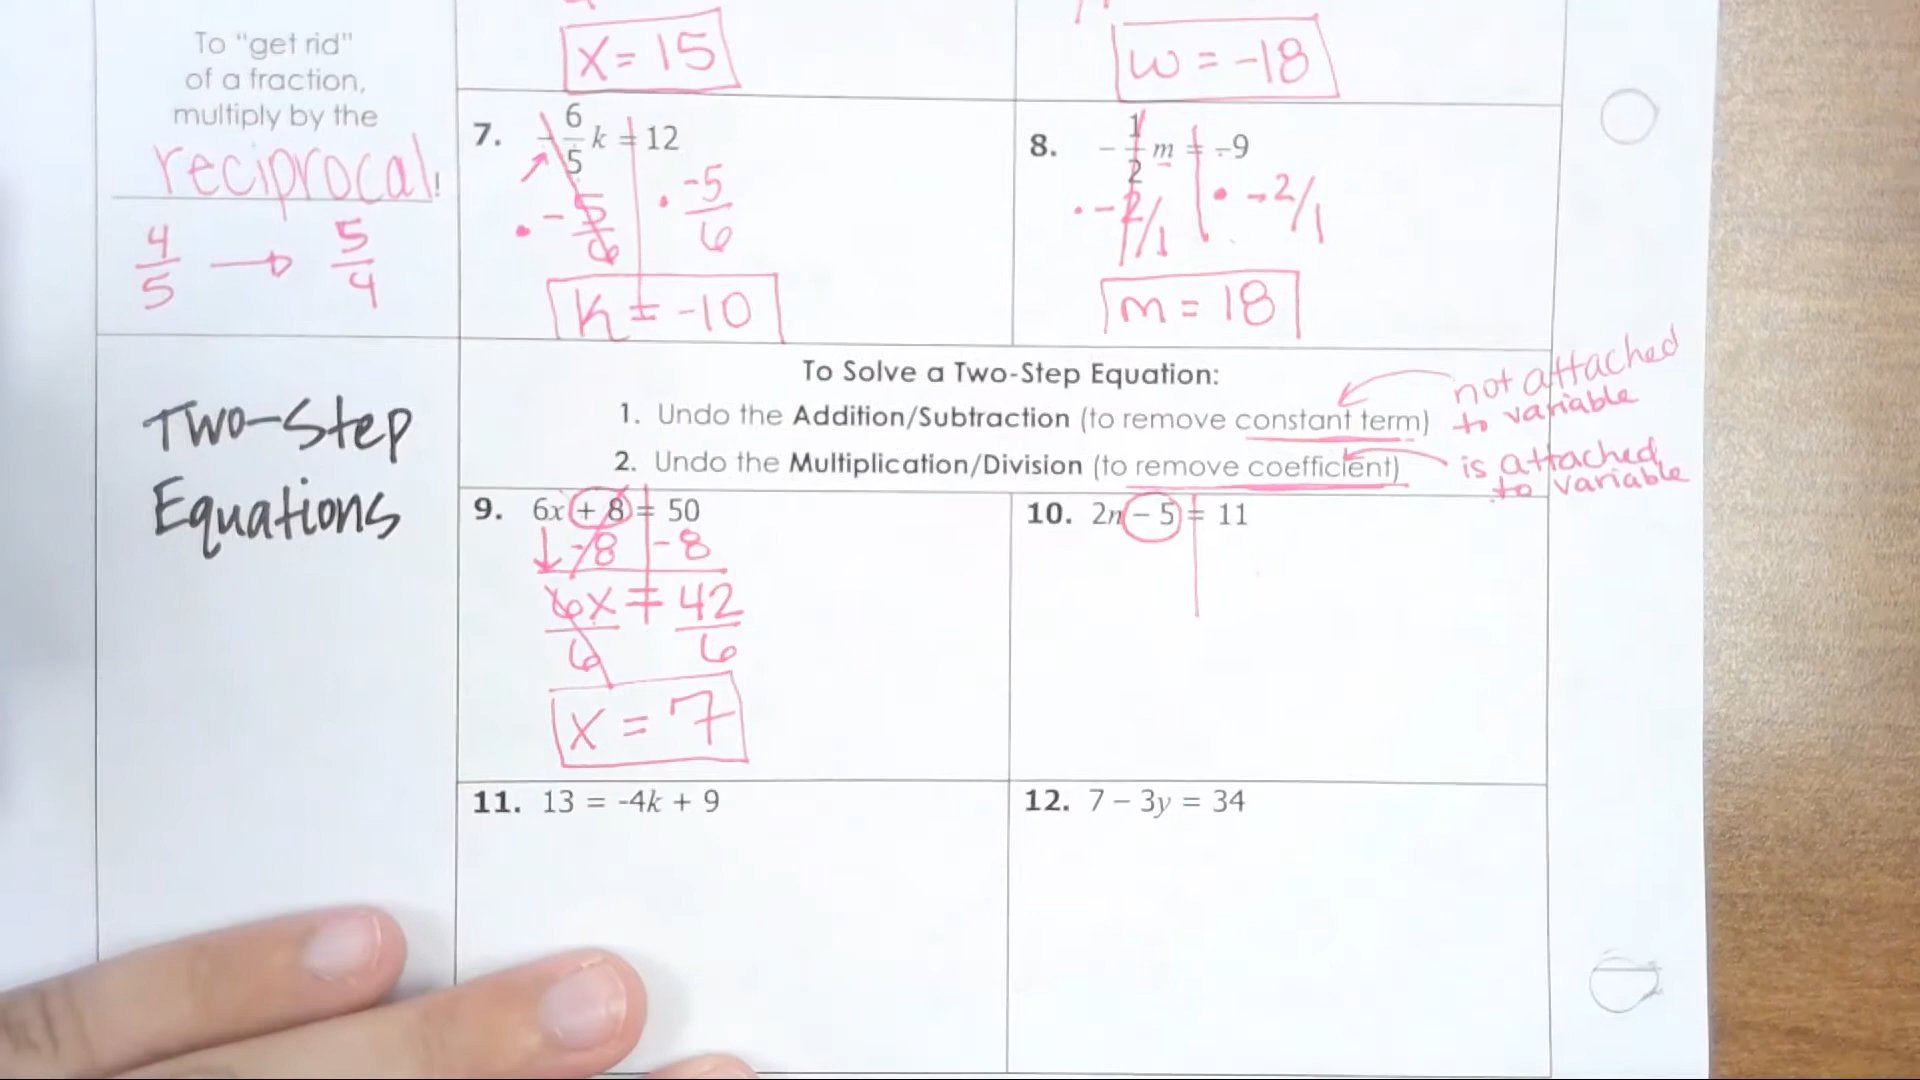 To "get rid"
of a fraction,
multiply by the
reciprocal!
4/5 → 5/4
x = 15
w = -18
7. -6/5 k = 12
• -5/6 • -5/6
k = -10
8. -1/2 m = -9
• -2/1 • -2/1
m = 18
Two-Step
Equations
To Solve a Two-Step Equation:
1. Undo the Addition/Subtraction (to remove constant term)
not attached
to variable
2. Undo the Multiplication/Division (to remove coefficient)
is attached
to variable
9. 6x + 8 = 50
-8 -8
6x = 42
6 6
x = 7
10. 2n - 5 = 11
11. 13 = -4k + 9
12. 7 - 3y = 34